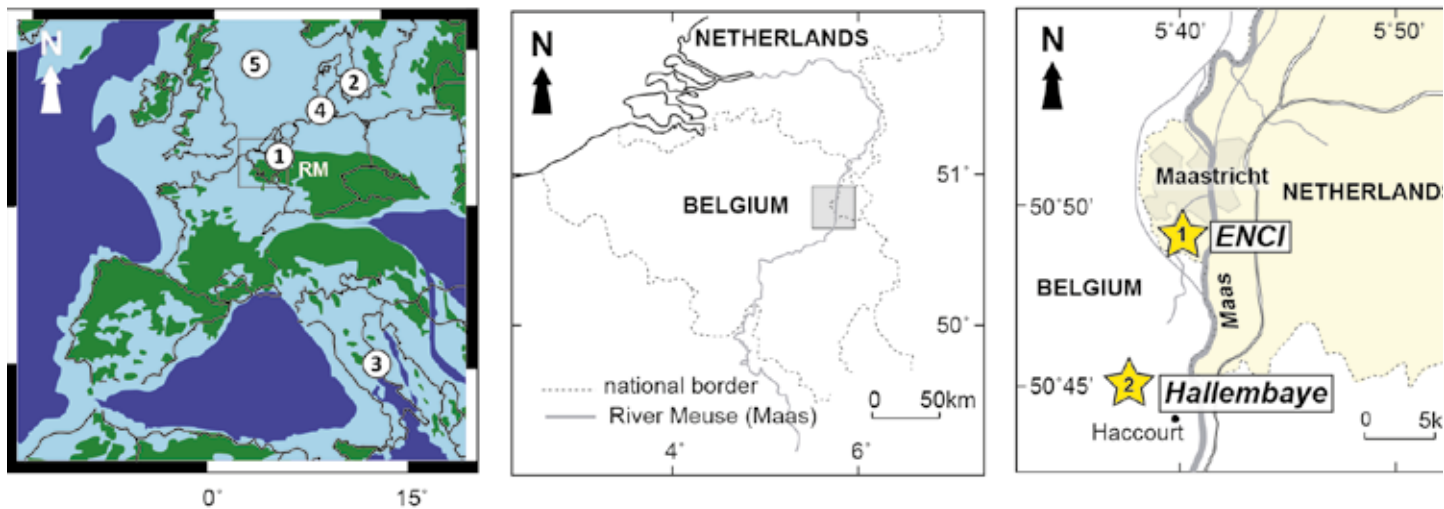 N
5
2
4
1
RM
3
0˚
15˚
N
NETHERLANDS
51˚
BELGIUM
50˚
national border
River Meuse (Maas)
0 50km
4˚
6˚
5˚40'
5˚50'
N
Maastricht
50˚50'
NETHERLANDS
1
ENCI
BELGIUM
Maas
50˚45'
2
Hallembaye
Haccourt
0 5k